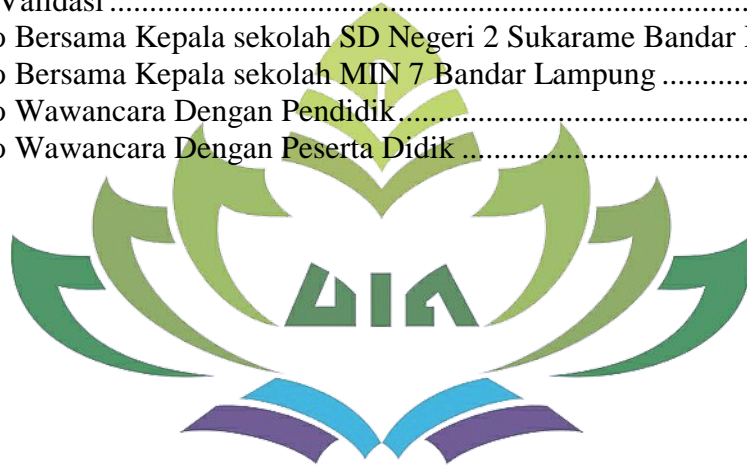 Validasi ........................................................................
o Bersama Kepala sekolah SD Negeri 2 Sukarame Bandar
o Bersama Kepala sekolah MIN 7 Bandar Lampung ...........
o Wawancara Dengan Pendidik............................................
o Wawancara Dengan Peserta Didik ...................................
UIN